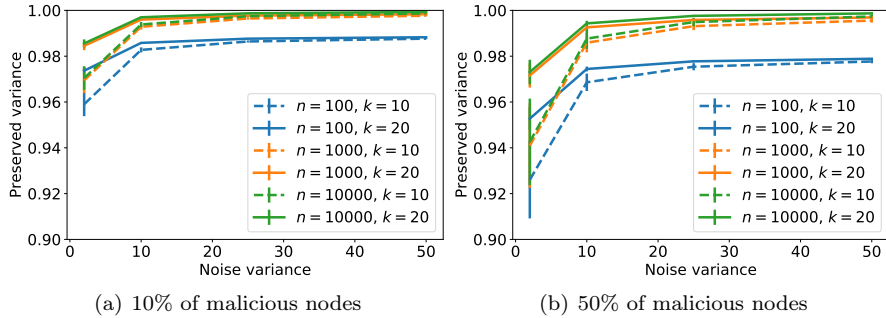 1.00
0.98
0.96
0.94
0.92
0.90
Preserved variance
0 10 20 30 40 50
Noise variance
n = 100, k = 10
n = 100, k = 20
n = 1000, k = 10
n = 1000, k = 20
n = 10000, k = 10
n = 10000, k = 20
(a) 10% of malicious nodes
1.00
0.98
0.96
0.94
0.92
0.90
Preserved variance
0 10 20 30 40 50
Noise variance
n = 100, k = 10
n = 100, k = 20
n = 1000, k = 10
n = 1000, k = 20
n = 10000, k = 10
n = 10000, k = 20
(b) 50% of malicious nodes